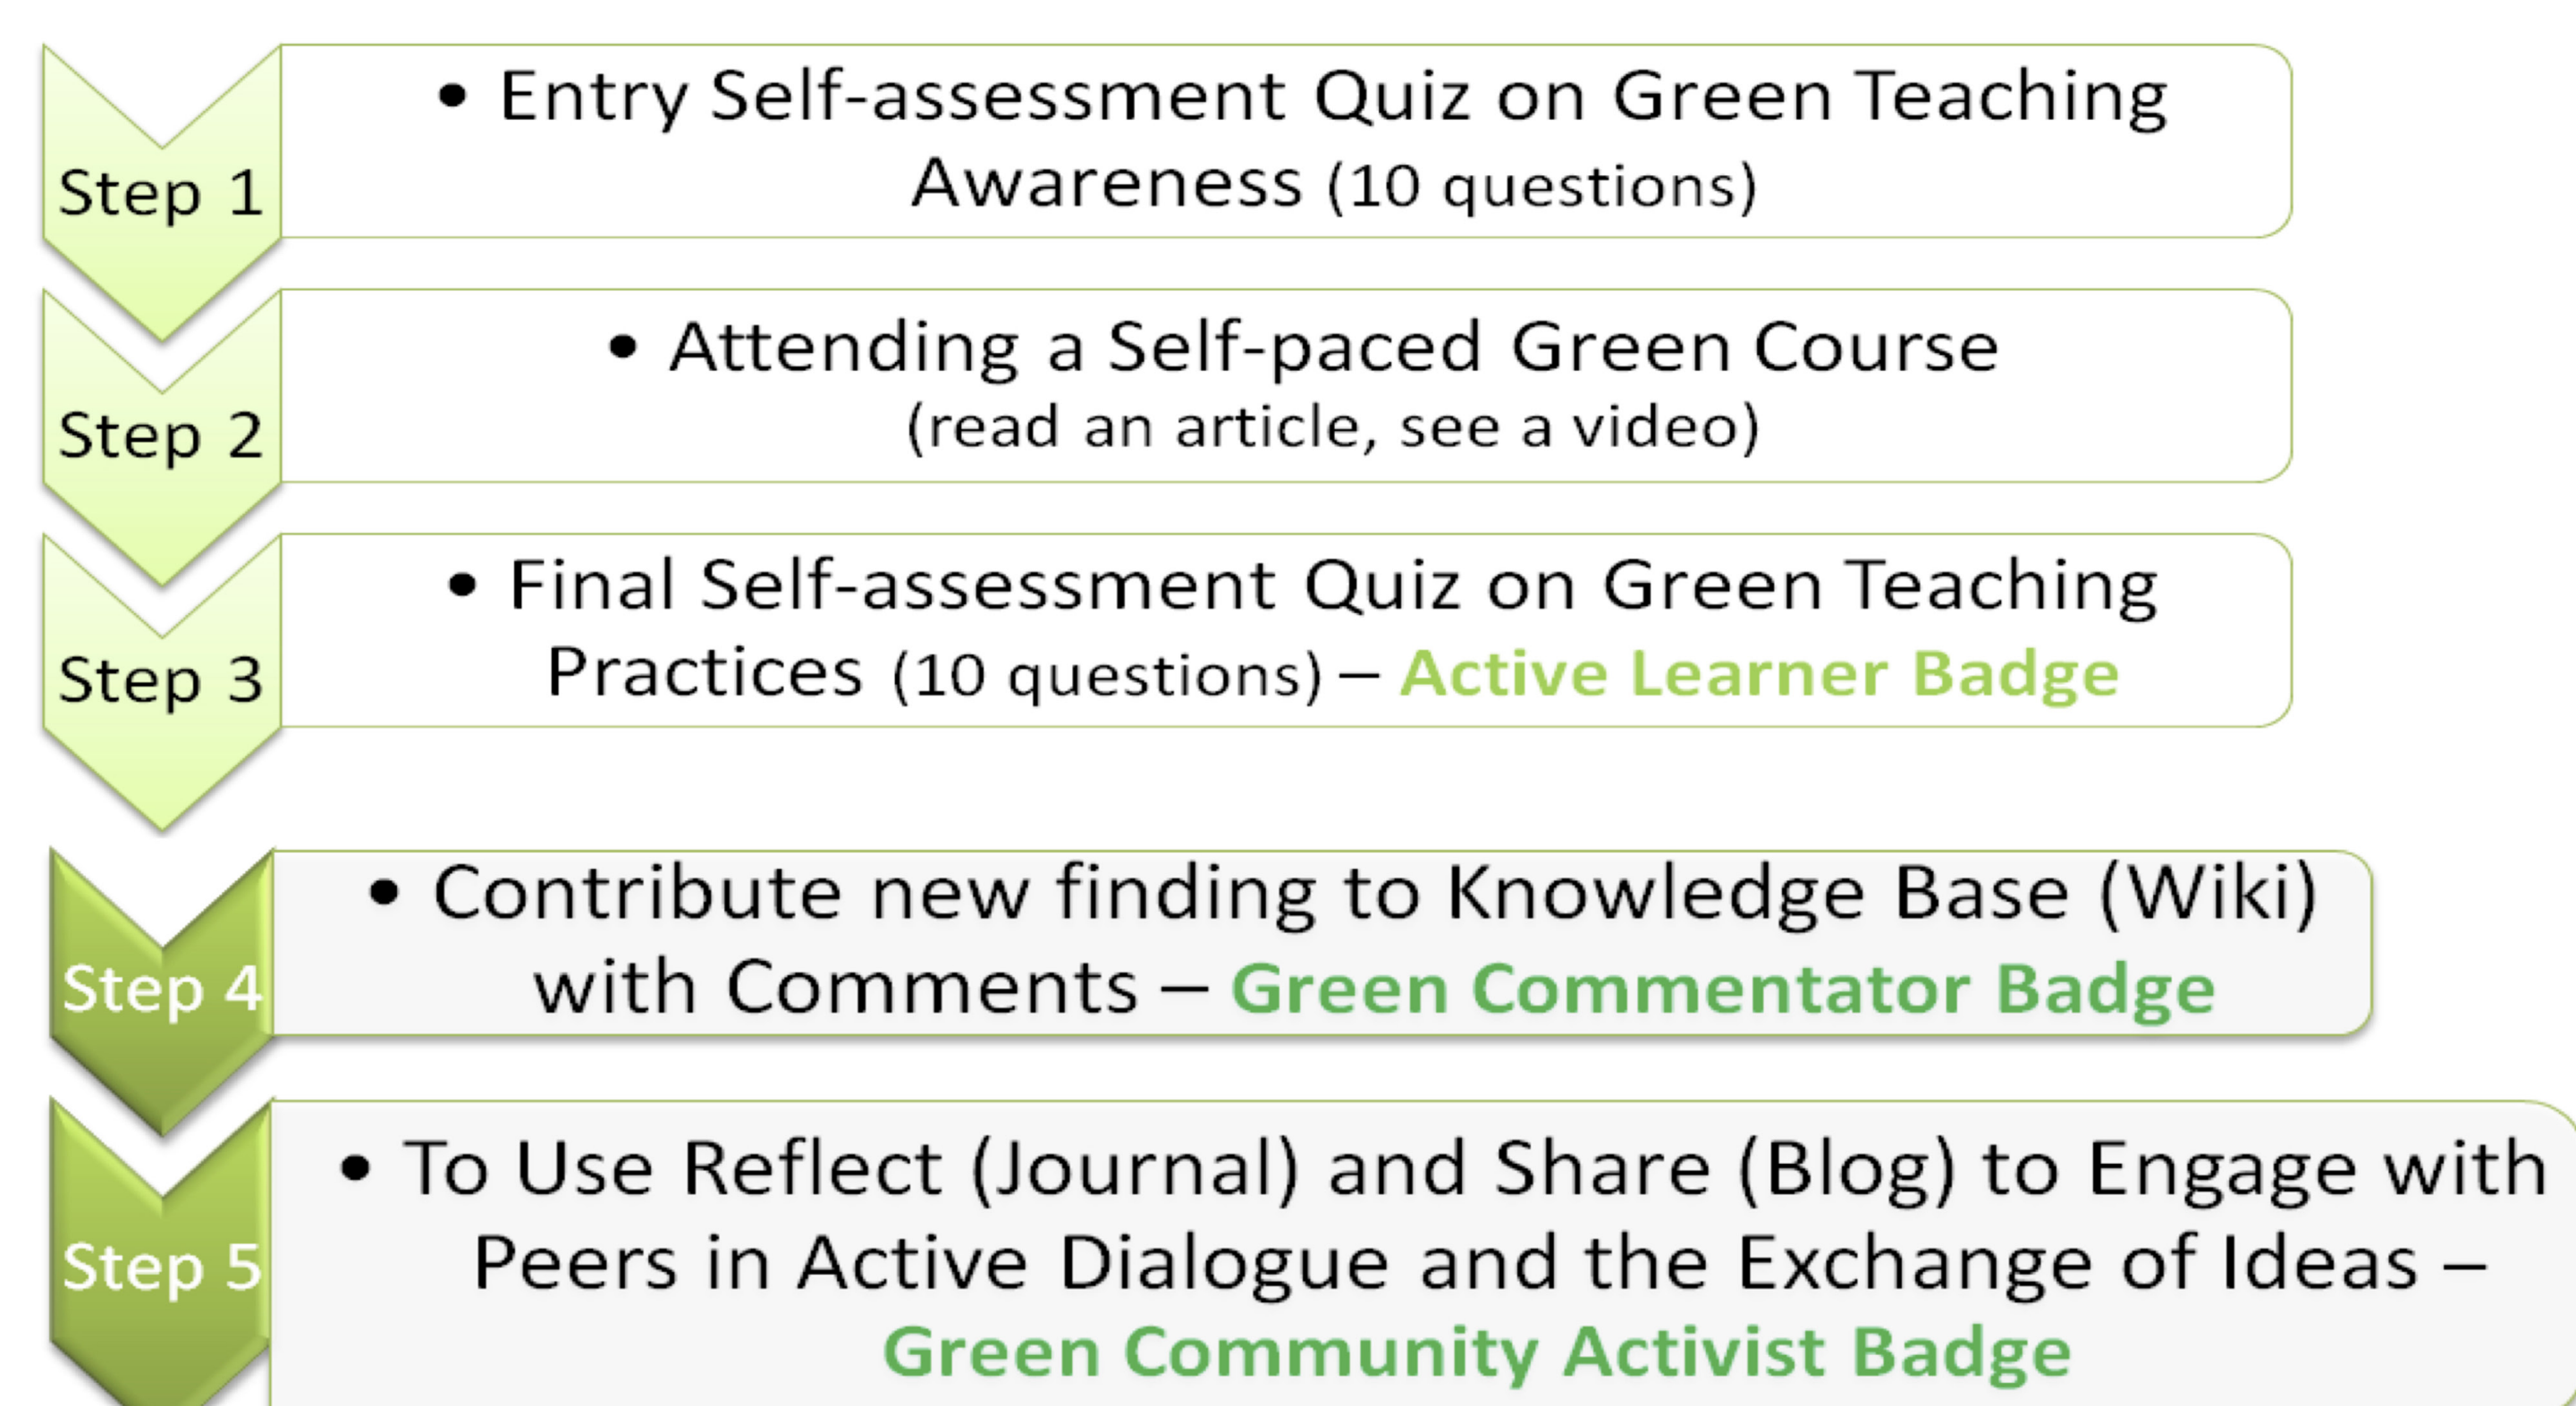 Step 1
• Entry Self-assessment Quiz on Green Teaching
Awareness (10 questions)
Step 2
• Attending a Self-paced Green Course
(read an article, see a video)
Step 3
• Final Self-assessment Quiz on Green Teaching
Practices (10 questions) – Active Learner Badge
Step 4
• Contribute new finding to Knowledge Base (Wiki)
with Comments – Green Commentator Badge
Step 5
• To Use Reflect (Journal) and Share (Blog) to Engage with
Peers in Active Dialogue and the Exchange of Ideas –
Green Community Activist Badge